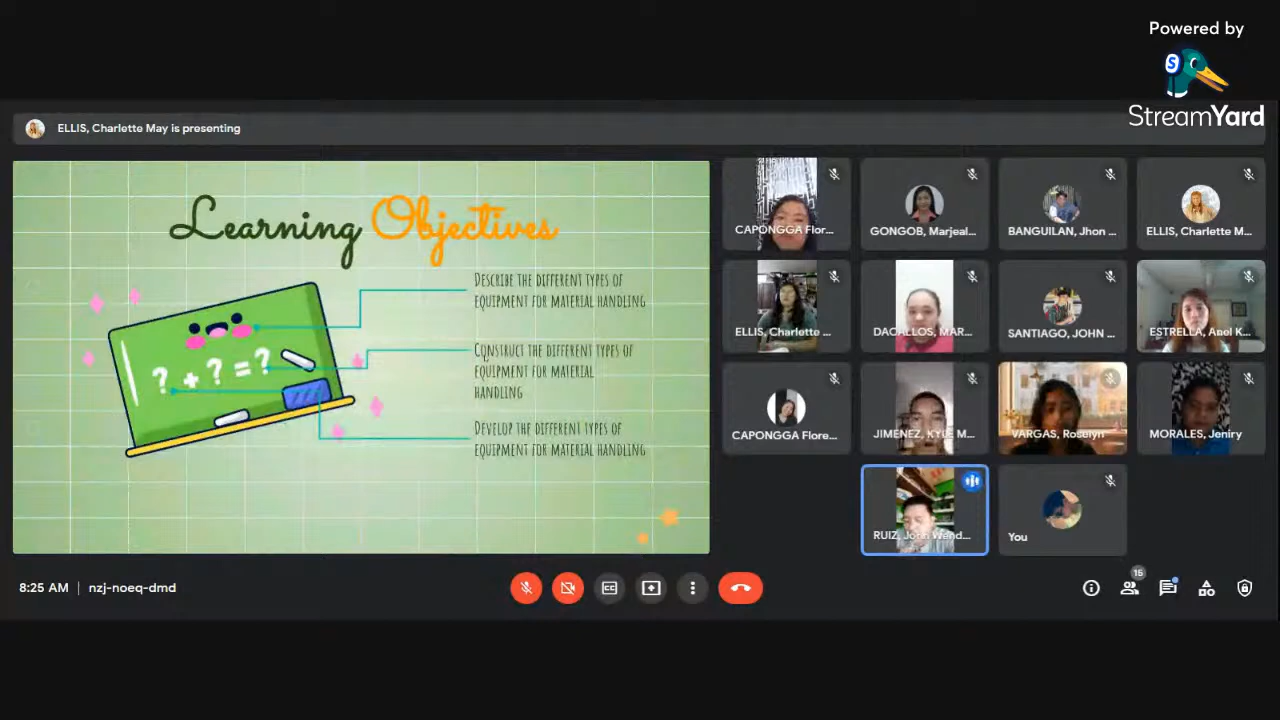 Powered by
StreamYard
ELLIS, Charlette May is presenting
Learning Objectives
DESCRIBE THE DIFFERENT TYPES OF
EQUIPMENT FOR MATERIAL HANDLING
CONSTRUCT THE DIFFERENT TYPES OF
EQUIPMENT FOR MATERIAL
HANDLING
DEVELOP THE DIFFERENT TYPES OF
EQUIPMENT FOR MATERIAL HANDLING
? + ? = ?
CAPONGGA Flor...
GONGOB, Marjeal...
BANGUILAN, Jhon ...
ELLIS, Charlette M...
ELLIS, Charlette ...
DACALLOS, MAR...
SANTIAGO, JOHN ...
ESTRELLA, Anel K...
CAPONGGA Flore...
JIMENEZ, KYLE M...
VARGAS, Roselyn
MORALES, Jeniry
RUIZ, John Wend...
You
8:25 AM | nzj-noeq-dmd
CC
15